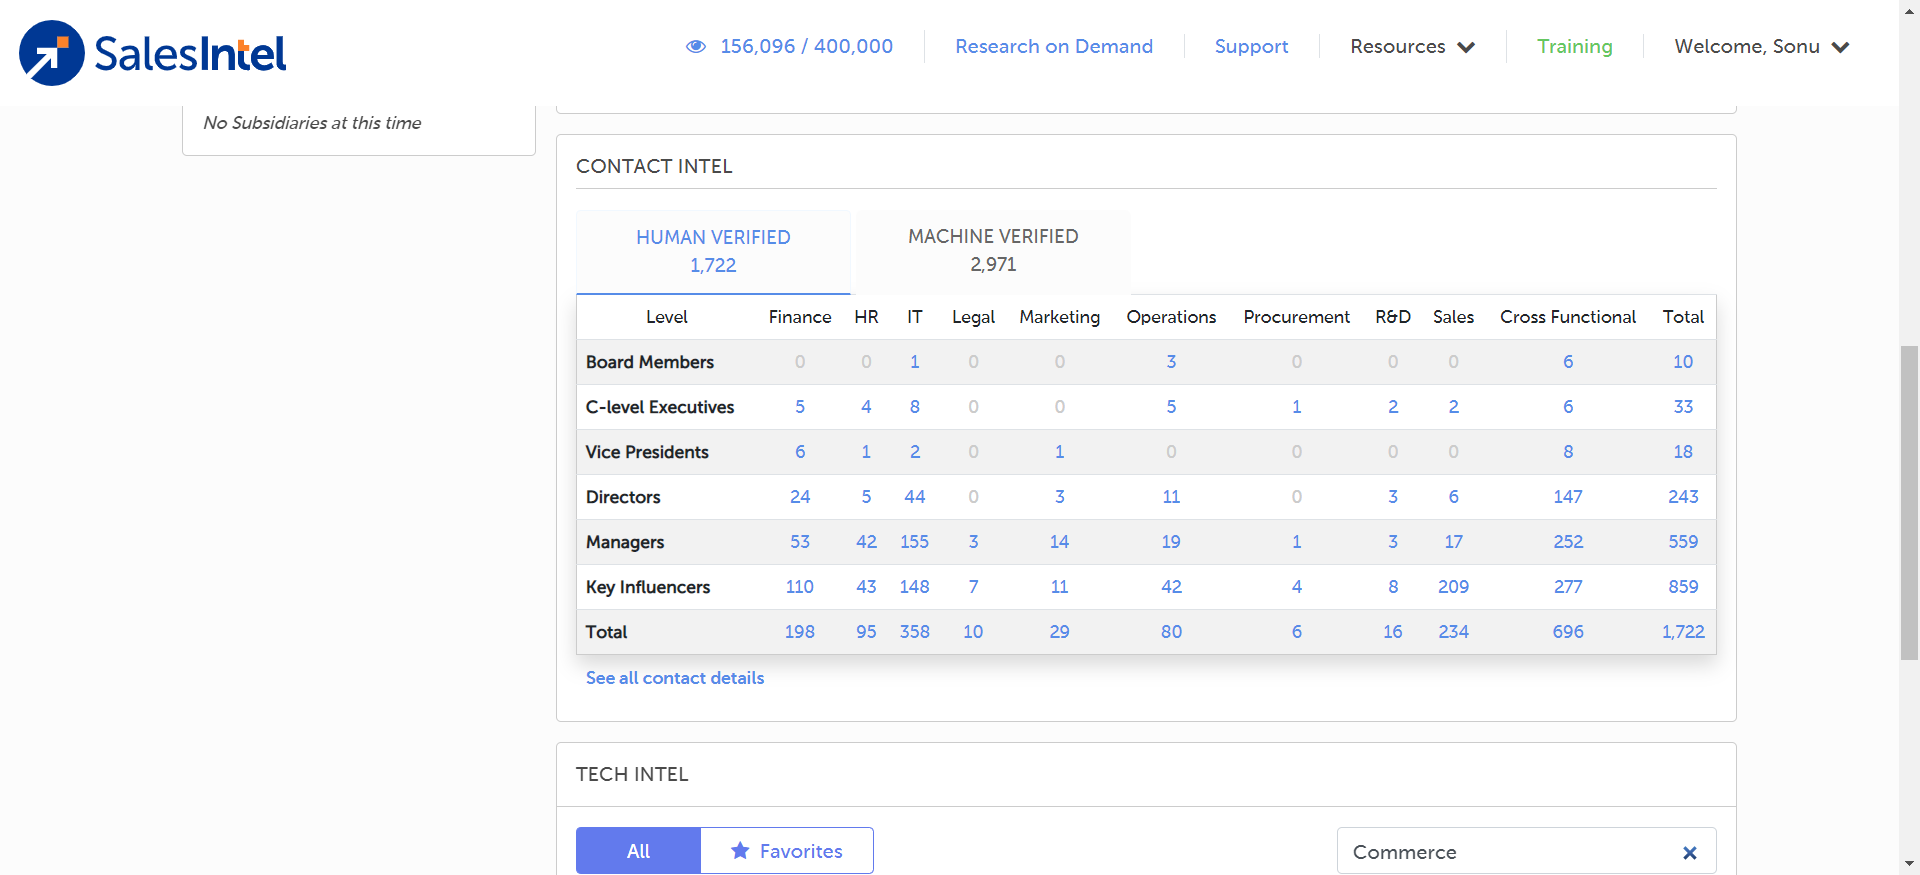 SalesIntel
156,096 / 400,000 Research on Demand Support Resources Training Welcome, Sonu
No Subsidiaries at this time
CONTACT INTEL
HUMAN VERIFIED
1,722
MACHINE VERIFIED
2,971
Level Finance HR IT Legal Marketing Operations Procurement R&D Sales Cross Functional Total
Board Members 0 0 1 0 0 3 0 0 0 6 10
C-level Executives 5 4 8 0 0 5 1 2 2 6 33
Vice Presidents 6 1 2 0 1 0 0 0 0 8 18
Directors 24 5 44 0 3 11 0 3 6 147 243
Managers 53 42 155 3 14 19 1 3 17 252 559
Key Influencers 110 43 148 7 11 42 4 8 209 277 859
Total 198 95 358 10 29 80 6 16 234 696 1,722
See all contact details
TECH INTEL
All Favorites Commerce